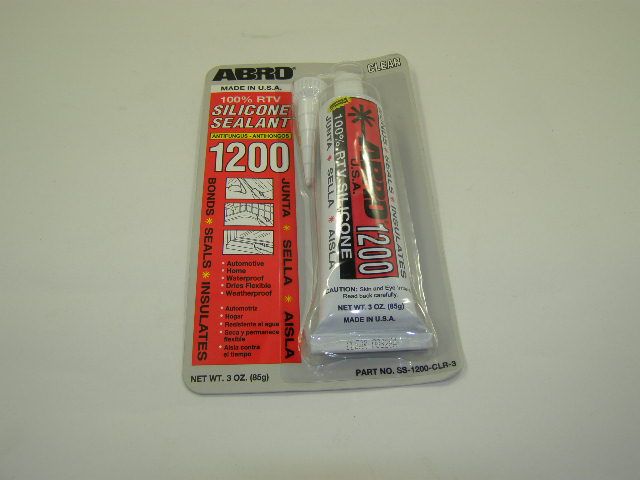 ABRO
MADE IN U.S.A.
100% RTV
SILICONE
SEALANT
ANTIFUNGUS - ANTIHONGOS
1200
BONDS * SEALS * INSULATES
JUNTA * SELLA * AISLA
• Automotive
• Home
• Waterproof
• Dries Flexible
• Weatherproof
• Automotriz
• Hogar
• Resistente al agua
• Seca y permanece
flexible
• Aisla contra
el tiempo
NET WT. 3 OZ. (85g)
CLEAR
ABRO 1200
U.S.A.
100% RTV SILICONE
JUNTA * SELLA * AISLA
SEALS * INSULATES
CAUTION: Skin and Eye
Read back carefully.
NET WT. 3 OZ. (85g)
MADE IN U.S.A.
CLEAR
PART NO. SS-1200-CLR-3